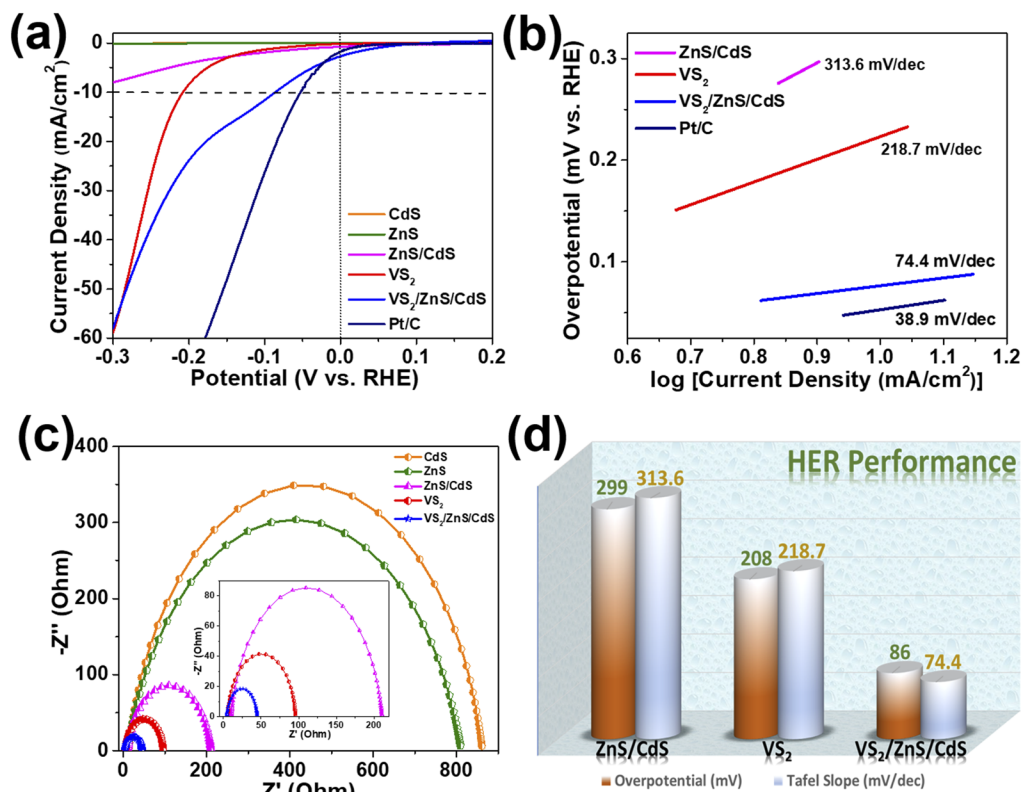 (a)
Current Density (mA/cm²)
0
-10
-20
-30
-40
-50
-60
-0.3
-0.2
-0.1
0.0
0.1
0.2
Potential (V vs. RHE)
CdS
ZnS
ZnS/CdS
VS₂
VS₂/ZnS/CdS
Pt/C
(b)
Overpotential (mV vs. RHE)
0.3
0.2
0.1
0.6
0.7
0.8
0.9
1.0
1.1
1.2
log [Current Density (mA/cm²)]
ZnS/CdS
VS₂
VS₂/ZnS/CdS
Pt/C
313.6 mV/dec
218.7 mV/dec
74.4 mV/dec
38.9 mV/dec
(c)
-Z'' (Ohm)
400
300
200
100
0
0
200
400
600
800
Z' (Ohm)
CdS
ZnS
ZnS/CdS
VS₂
VS₂/ZnS/CdS
-Z'' (Ohm)
80
60
40
20
0
0
50
100
150
200
Z' (Ohm)
(d)
HER Performance
299
313.6
208
218.7
86
74.4
ZnS/CdS
VS₂
VS₂/ZnS/CdS
Overpotential (mV)
Tafel Slope (mV/dec)